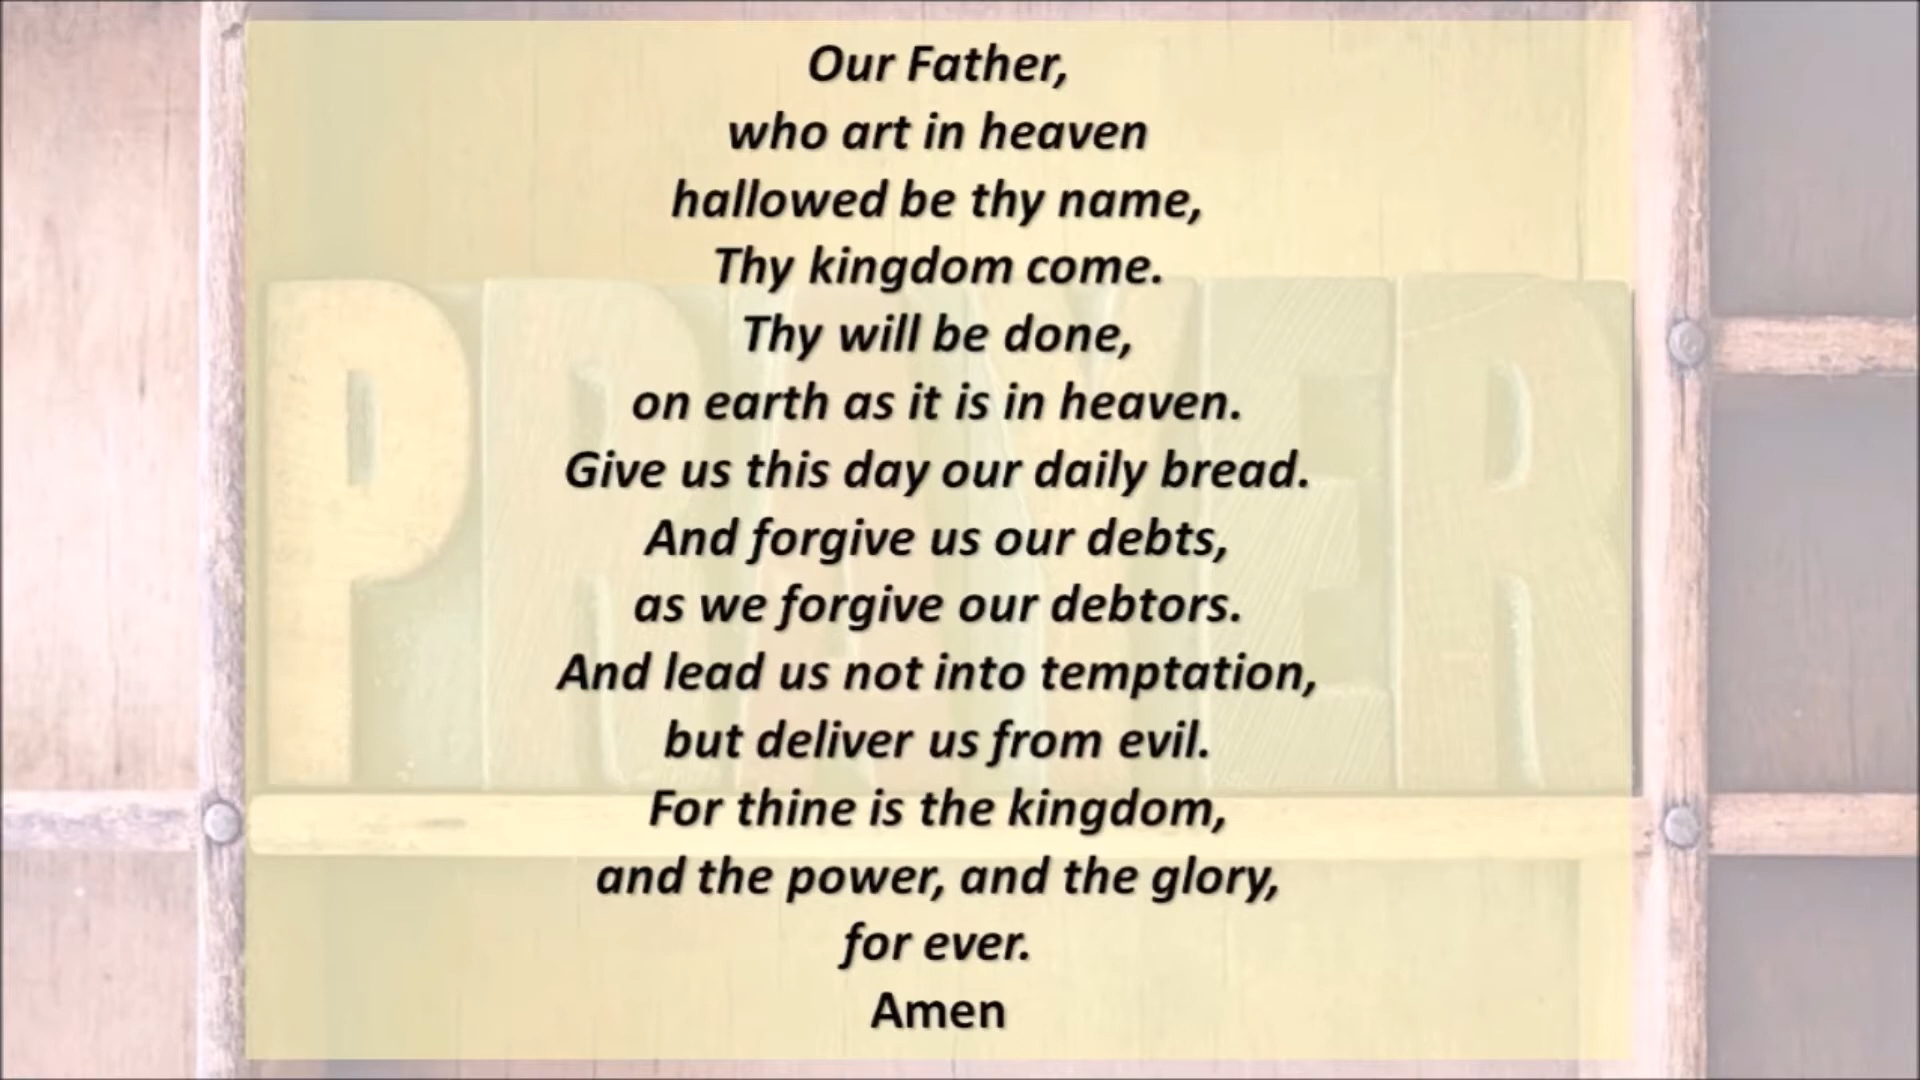 Our Father,
who art in heaven
hallowed be thy name,
Thy kingdom come.
Thy will be done,
on earth as it is in heaven.
Give us this day our daily bread.
And forgive us our debts,
as we forgive our debtors.
And lead us not into temptation,
but deliver us from evil.
For thine is the kingdom,
and the power, and the glory,
for ever.
Amen
PRAYER